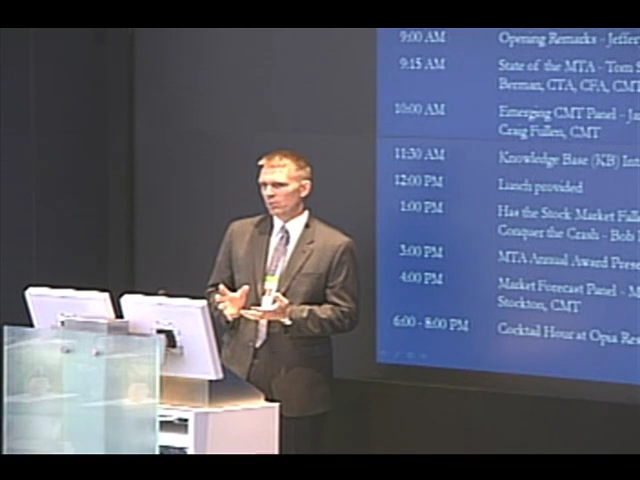 9:00 AM Opening Remarks - Jeffer
9:15 AM State of the MTA - Tom S
Berman, CTA, CFA, CMT
10:00 AM Emerging CMT Panel - Ja
Craig Fullen, CMT
11:30 AM Knowledge Base (KB) Int
12:00 PM Lunch provided
1:00 PM Has the Stock Market Fall
Conquer the Crash - Bob
3:00 PM MTA Annual Award Prese
4:00 PM Market Forecast Panel - M
Stockton, CMT
6:00 - 8:00 PM Cocktail Hour at Opia Res